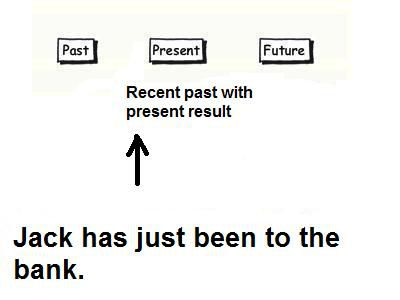 Past Present Future
Recent past with
present result
Jack has just been to the
bank.